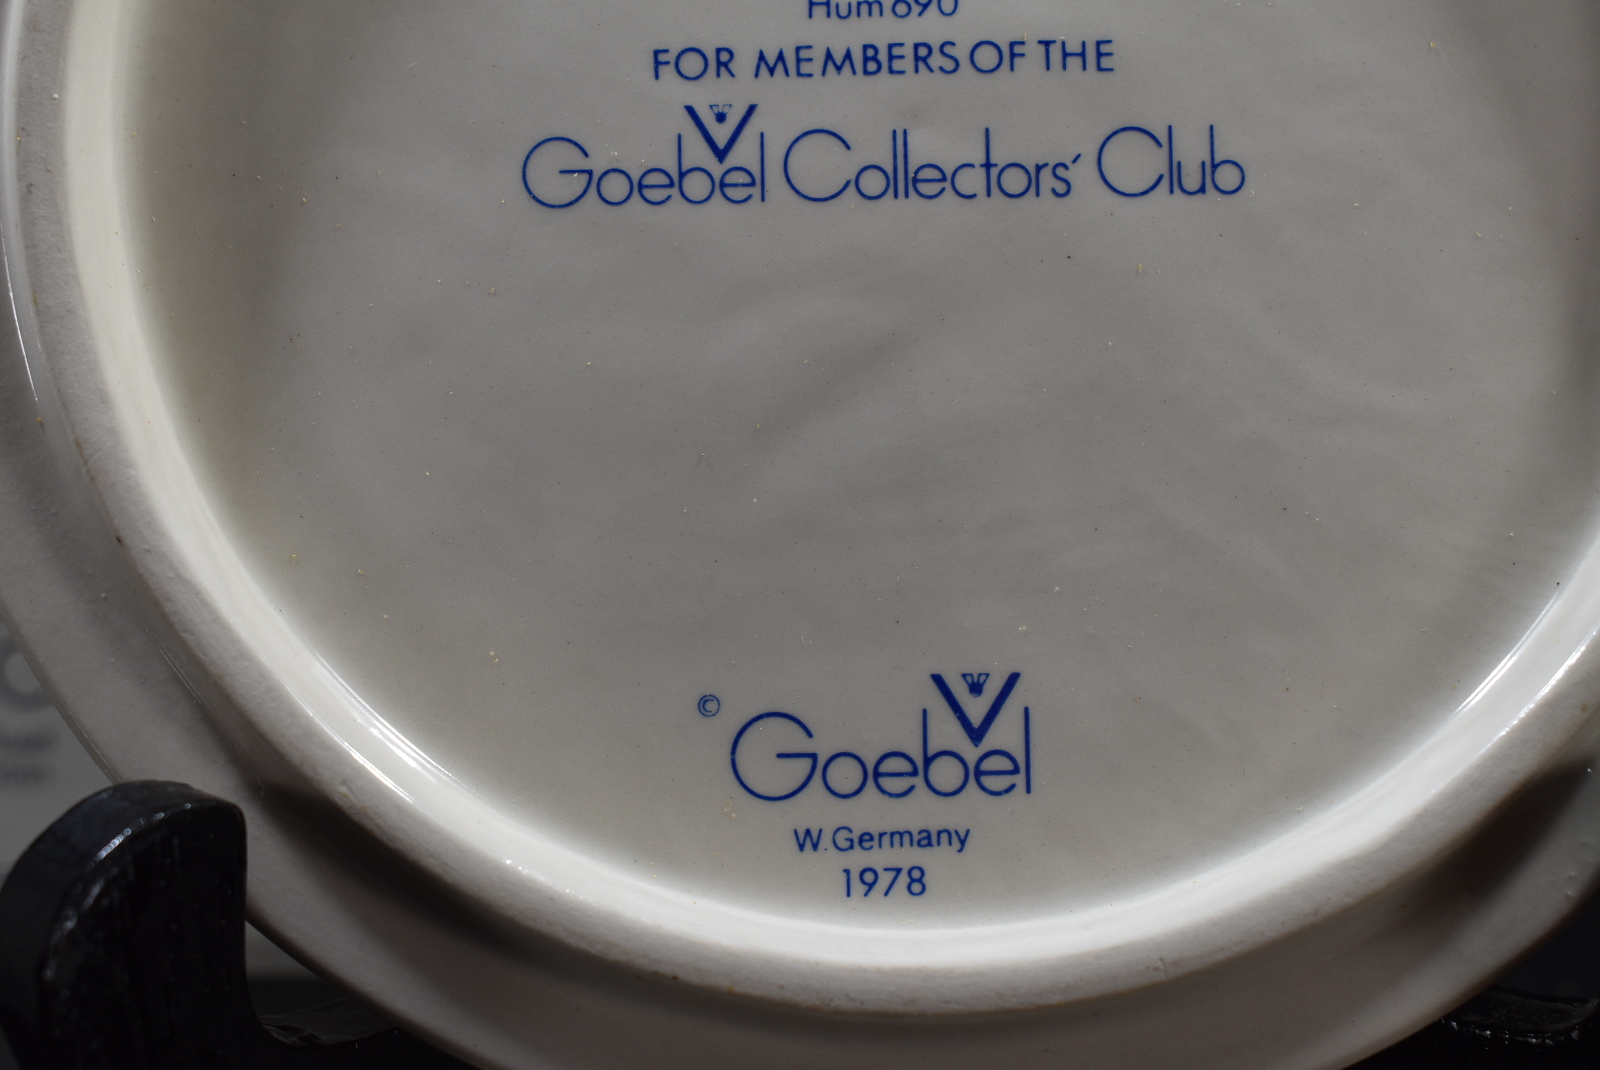 Hum 690
FOR MEMBERS OF THE
Goebel Collectors' Club
© Goebel
W. Germany
1978